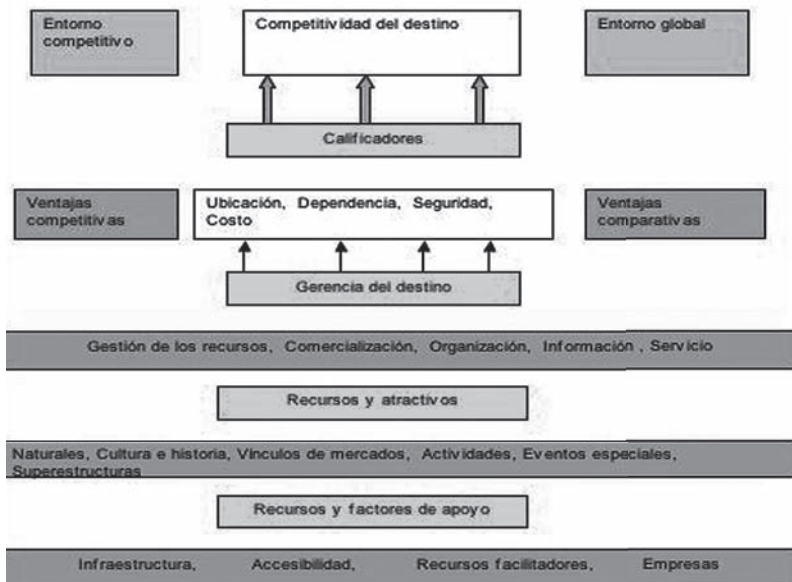 Entorno competitivo
Competitividad del destino
Entorno global
Calificadores
Ventajas competitivas
Ubicación, Dependencia, Seguridad,
Costo
Ventajas comparativas
Gerencia del destino
Gestión de los recursos, Comercialización, Organización, Información , Servicio
Recursos y atractivos
Naturales, Cultura e historia, Vínculos de mercados, Actividades, Eventos especiales,
Superestructuras
Recursos y factores de apoyo
Infraestructura, Accesibilidad, Recursos facilitadores, Empresas